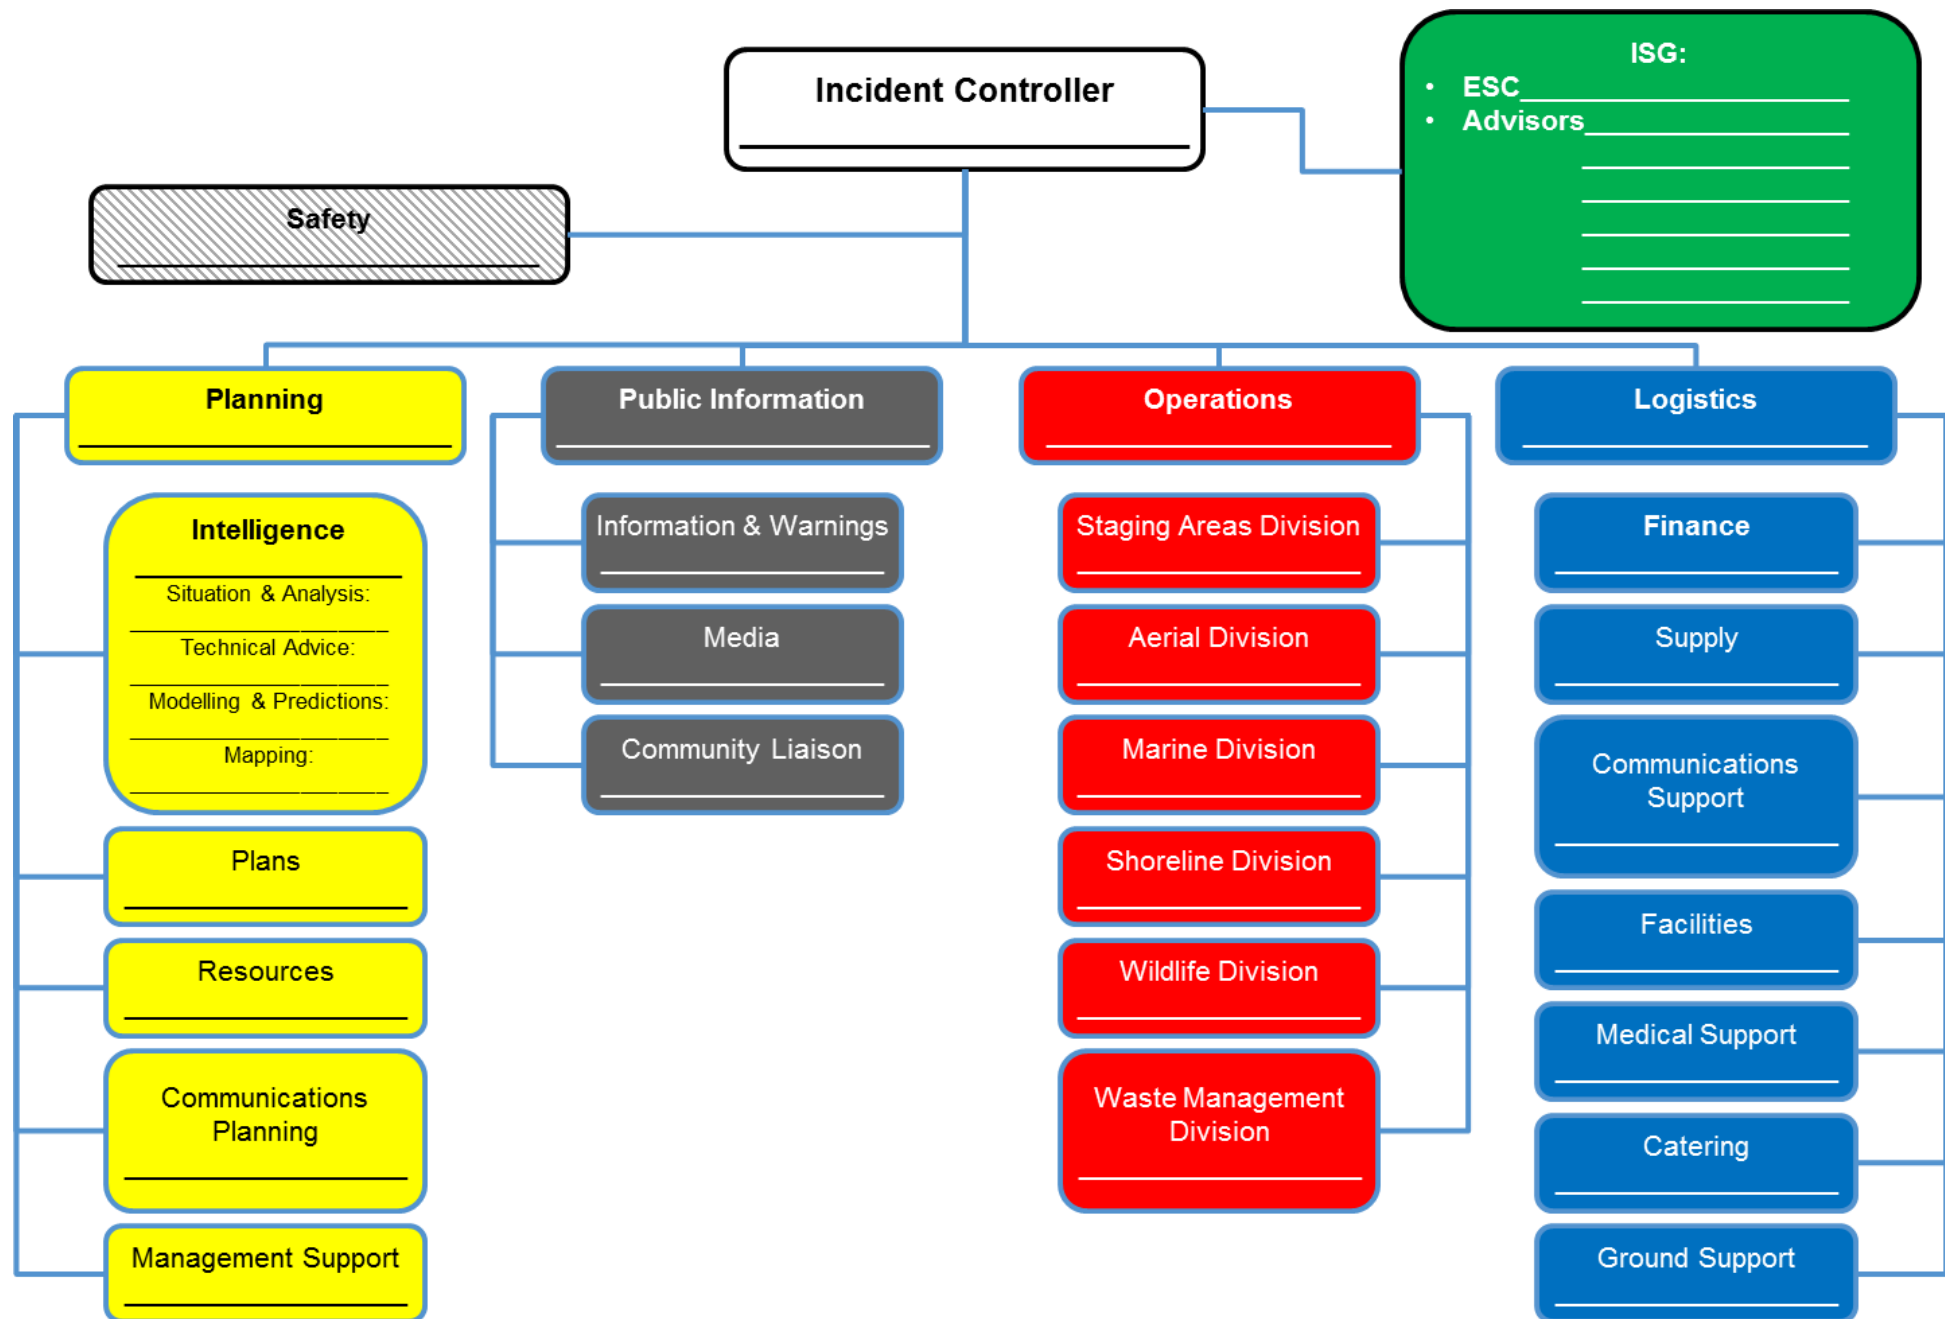 Incident Controller
ISG:
• ESC
• Advisors
Safety
Planning
Intelligence
Situation & Analysis:
Technical Advice:
Modelling & Predictions:
Mapping:
Plans
Resources
Communications
Planning
Management Support
Public Information
Information & Warnings
Media
Community Liaison
Operations
Staging Areas Division
Aerial Division
Marine Division
Shoreline Division
Wildlife Division
Waste Management
Division
Logistics
Finance
Supply
Communications
Support
Facilities
Medical Support
Catering
Ground Support